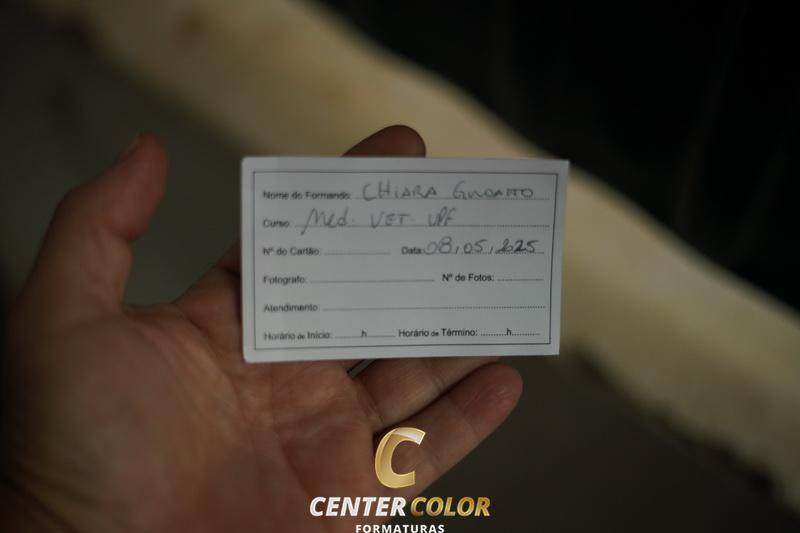 Nome do Formando: CHIARA
Curso: Med. VET. UPF
Nº do Cartão: Data: 08, 05, 2025
Fotografo: Nº de Fotos:
Atendimento:
Horário de Início: h Horário de Término: h
C
CENTER COLOR
FORMATURAS